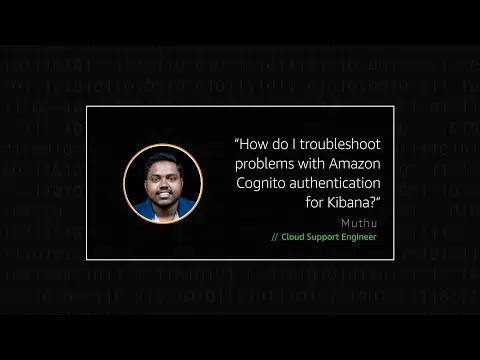 “How do I troubleshoot
problems with Amazon
Cognito authentication
for Kibana?”
Muthu
// Cloud Support Engineer